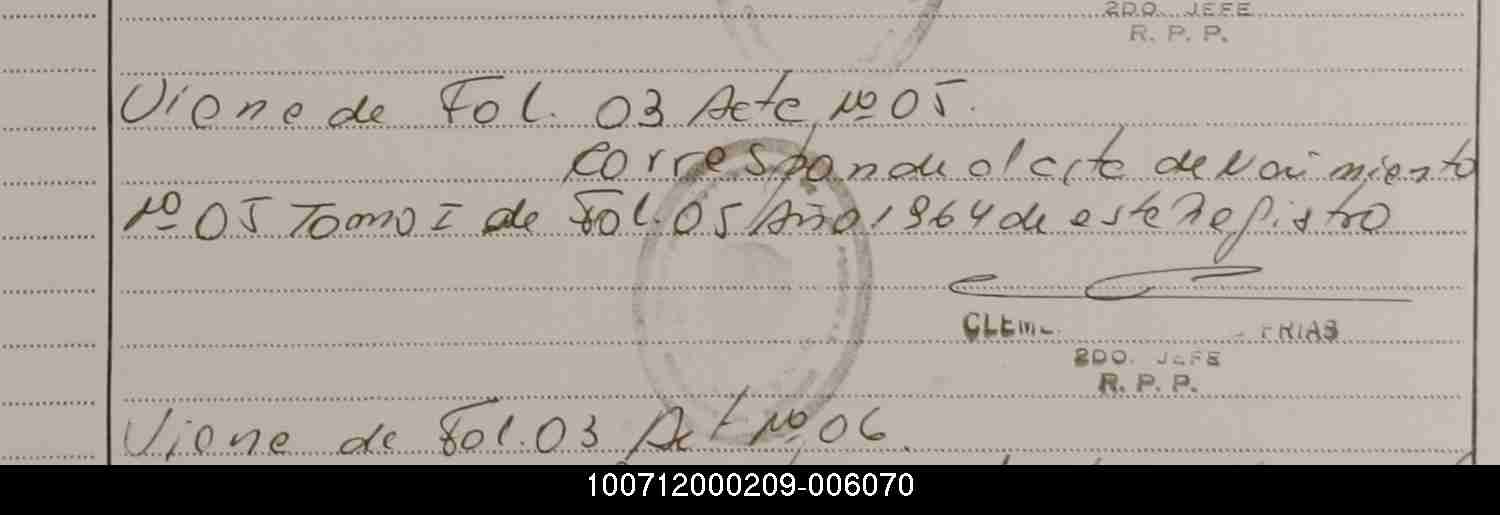 2DO. JEFE
R. P. P.
Viene de Fol. 03 Acta Nº 05.
Corresponde al acta de Nacimiento
Nº 05 Tomo I de Fol. 05 Año 1964 de este Registro
FRIAS
2DO. JEFE
R. P. P.
Viene de Fol. 03 Act Nº 06.
100712000209-006070